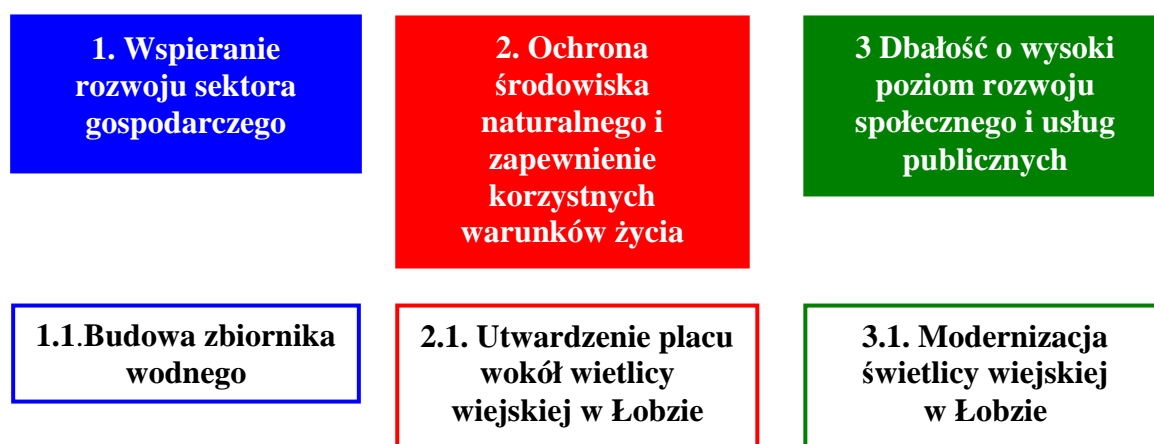 1. Wspieranie
rozwoju sektora
gospodarczego
2. Ochrona
środowiska
naturalnego i
zapewnienie
korzystnych
warunków życia
3 Dbałość o wysoki
poziom rozwoju
społecznego i usług
publicznych
1.1.Budowa zbiornika
wodnego
2.1. Utwardzenie placu
wokół wietlicy
wiejskiej w Łobzie
3.1. Modernizacja
świetlicy wiejskiej
w Łobzie